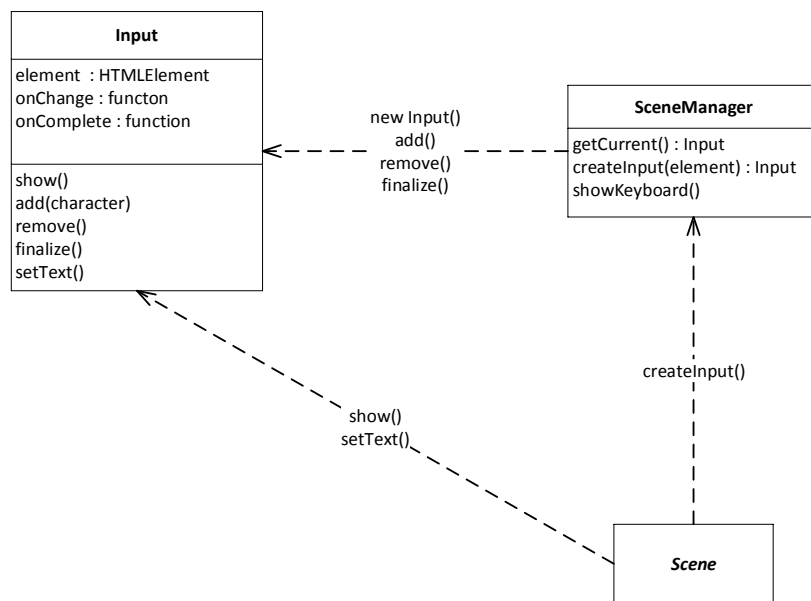 Input
element : HTMLElement
onChange : functon
onComplete : function
show()
add(character)
remove()
finalize()
setText()
new Input()
add()
remove()
finalize()
SceneManager
getCurrent() : Input
createInput(element) : Input
showKeyboard()
createInput()
show()
setText()
Scene